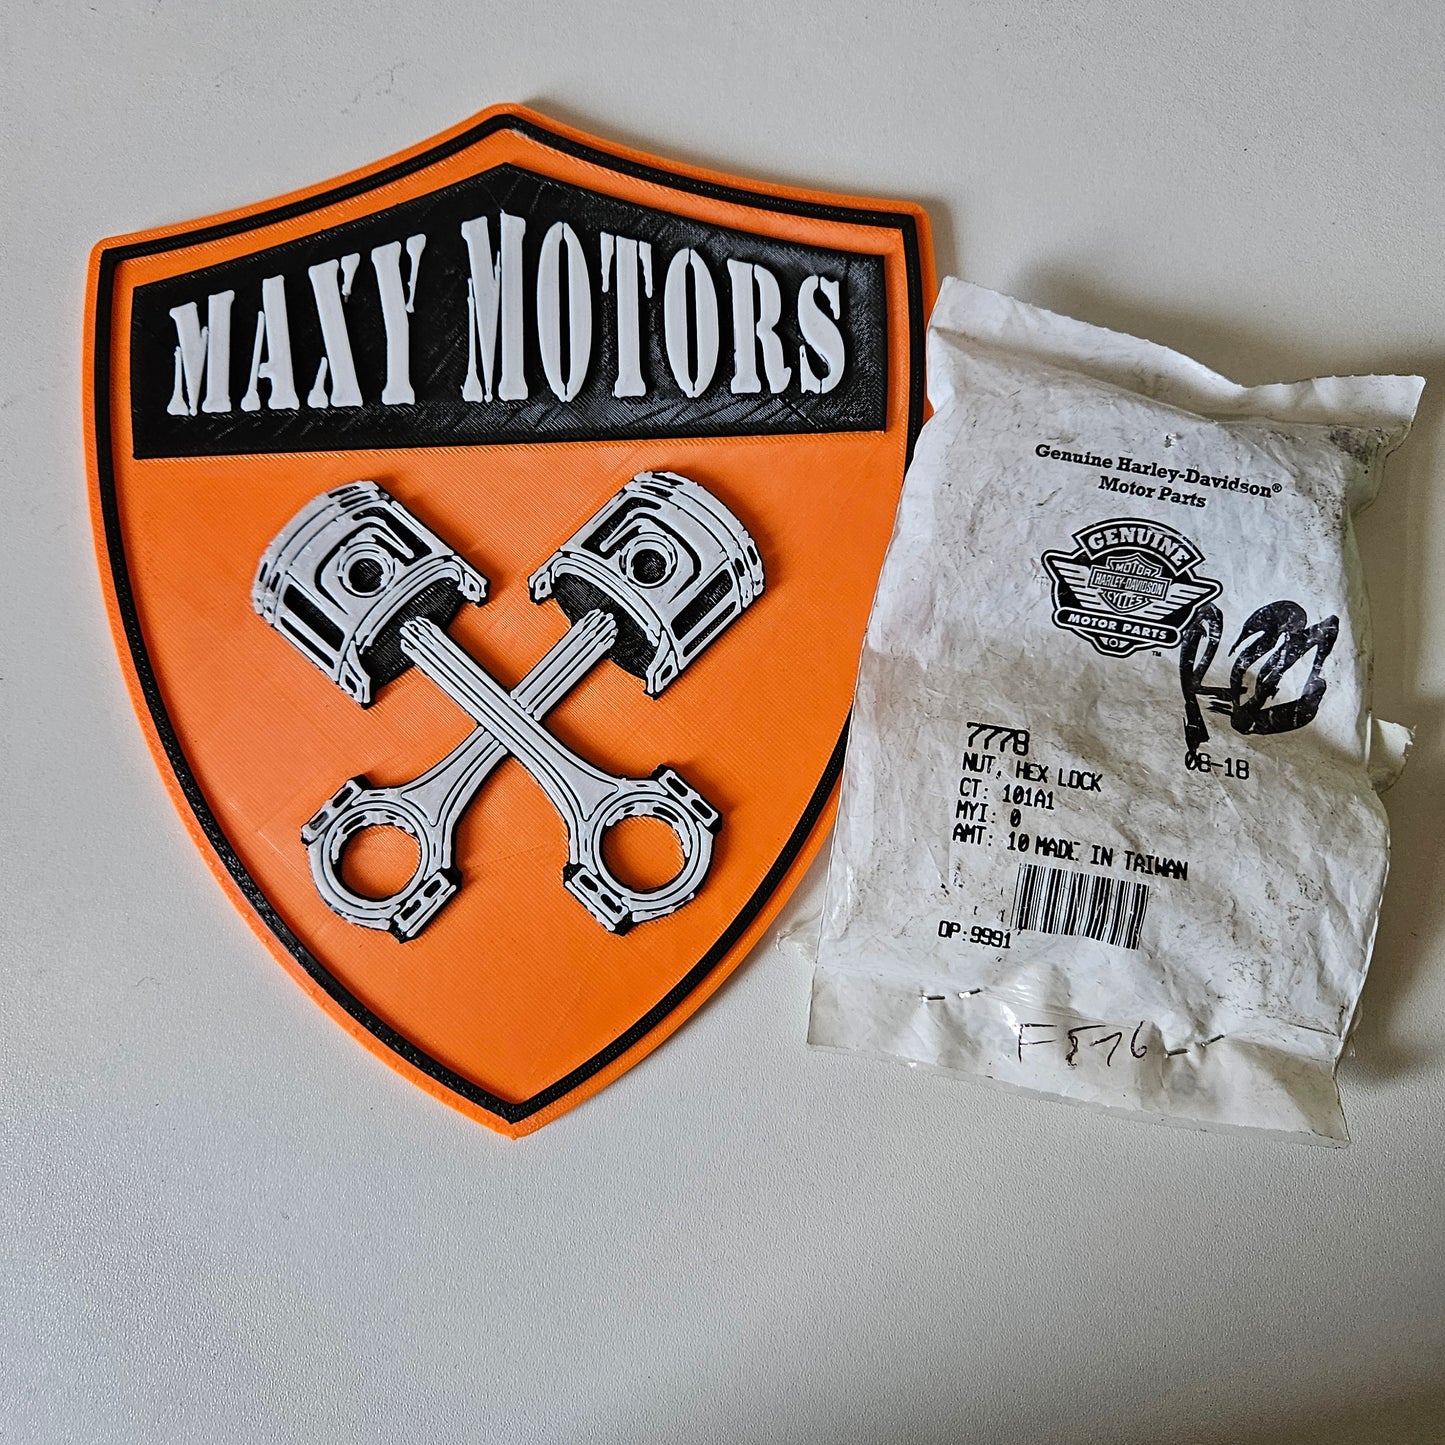 MAXY MOTORS
Genuine Harley-Davidson®
Motor Parts
GENUINE
MOTOR
HARLEY-DAVIDSON
CYCLES
MOTOR PARTS
™
7778
08-18
NUT, HEX LOCK
CT: 101A1
MYI: 0
AMT: 10 MADE IN TAIWAN
OP:9991